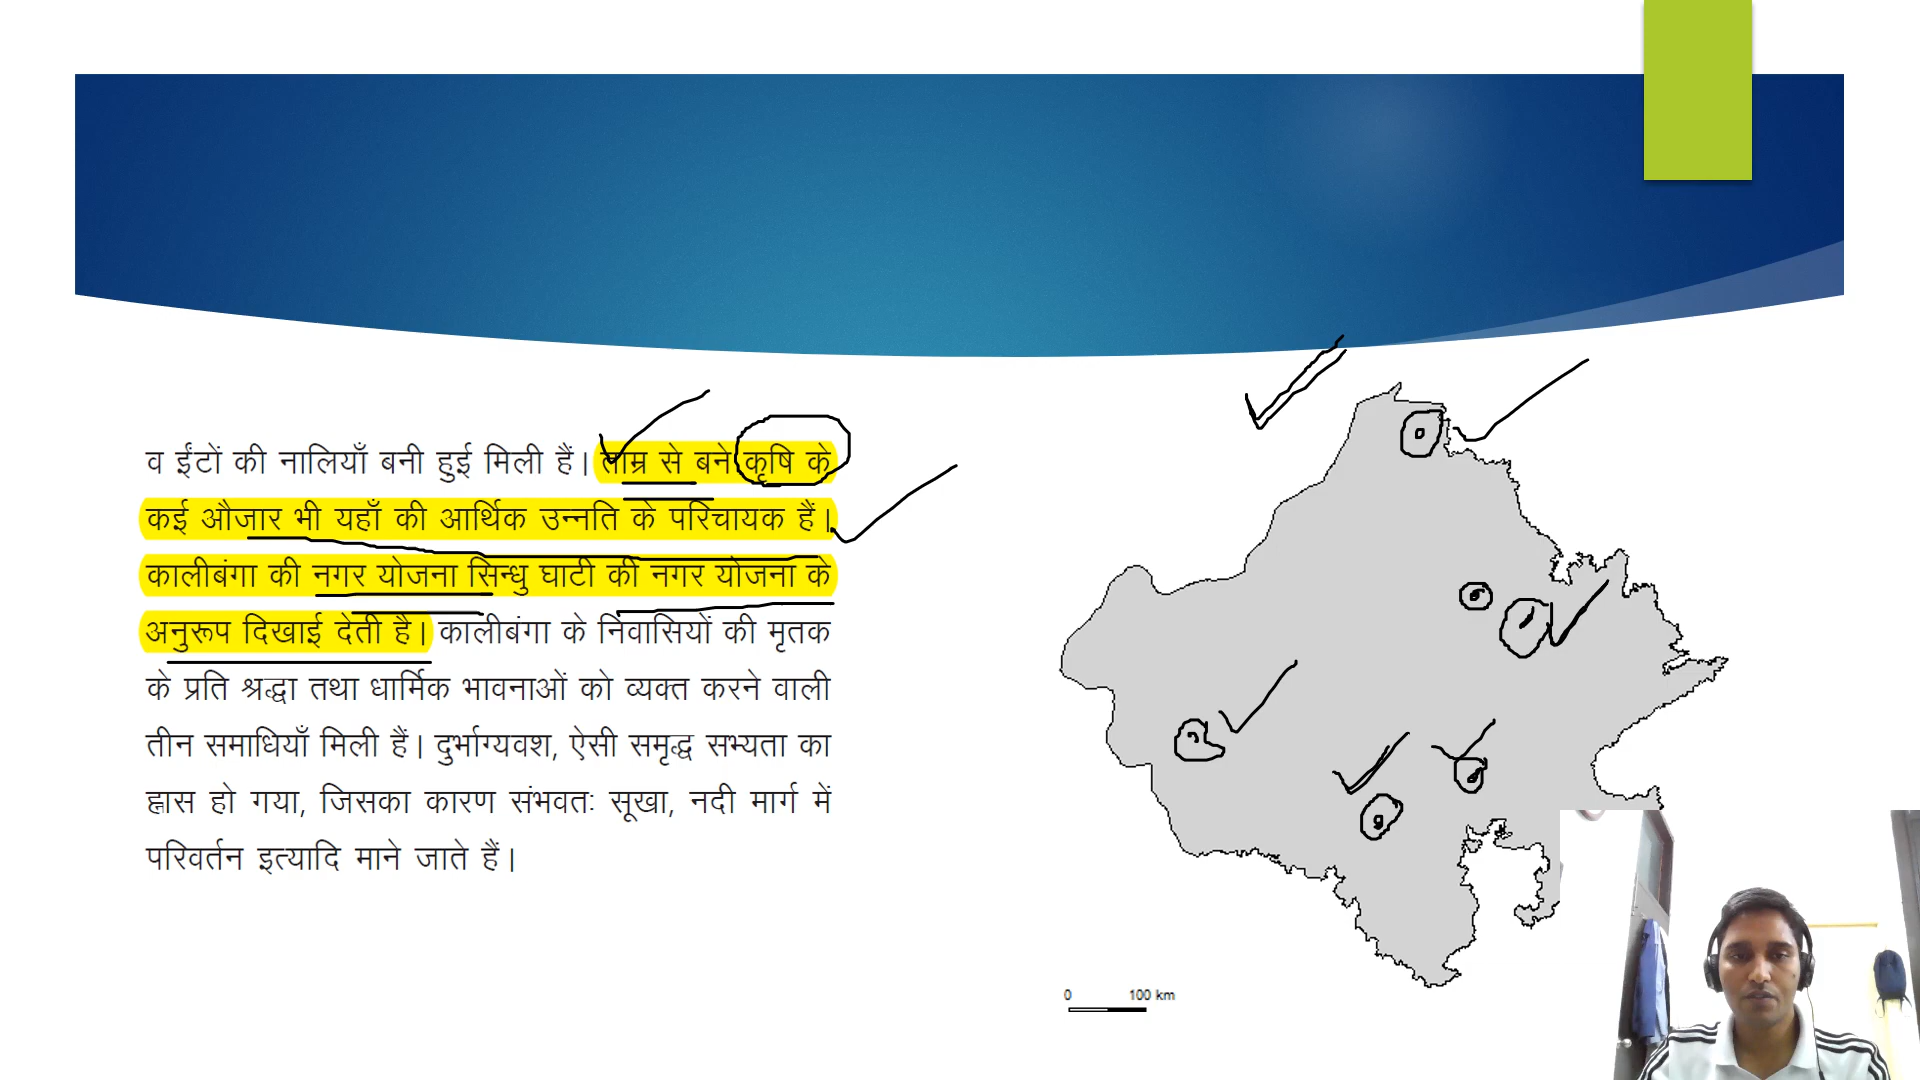 व ईंटों की नालियाँ बनी हुई मिली हैं। ताम्र से बने कृषि के
कई औजार भी यहाँ की आर्थिक उन्नति के परिचायक हैं।
कालीबंगा की नगर योजना सिन्धु घाटी की नगर योजना के
अनुरूप दिखाई देती है। कालीबंगा के निवासियों की मृतक
के प्रति श्रद्धा तथा धार्मिक भावनाओं को व्यक्त करने वाली
तीन समाधियाँ मिली हैं। दुर्भाग्यवश, ऐसी समृद्ध सभ्यता का
ह्रास हो गया, जिसका कारण संभवतः सूखा, नदी मार्ग में
परिवर्तन इत्यादि माने जाते हैं।
0 100 km